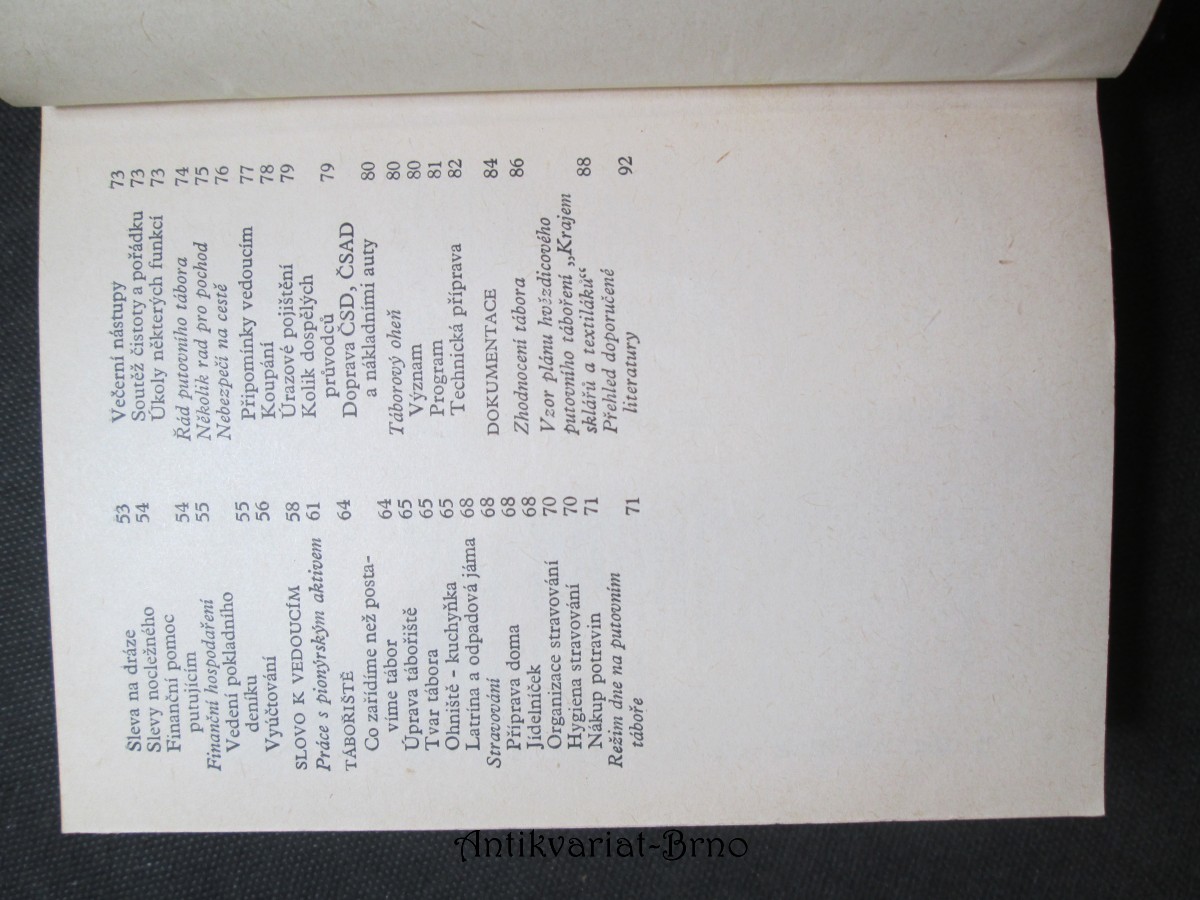 Sleva na dráze 53
Slevy nocležného 54
Finanční pomoc
putujícím 54
Finanční hospodaření 55
Vedení pokladního
deníku 55
Vyúčtování 56
SLOVO K VEDOUCÍM 58
Práce s pionýrským aktivem 61
TÁBOŘIŠTĚ 64
Co zařídíme než posta-
víme tábor 64
Úprava tábořiště 65
Tvar tábora 65
Ohniště - kuchyňka 65
Latrina a odpadová jáma 68
Stravování 68
Příprava doma 68
Jídelníček 68
Organizace stravování 70
Hygiena stravování 70
Nákup potravin 71
Režim dne na putovním
táboře 71
Večerní nástupy 73
Soutěž čistoty a pořádku 73
Úkoly některých funkcí 73
Řád putovního tábora 74
Několik rad pro pochod 75
Nebezpečí na cestě 76
Připomínky vedoucím 77
Koupání 78
Úrazové pojištění 79
Kolik dospělých
průvodců 79
Doprava ČSD, ČSAD
a nákladními auty 80
Táborový oheň 80
Význam 80
Program 81
Technická příprava 82
DOKUMENTACE 84
Zhodnocení tábora 86
Vzor plánu hvězdicového
putovního táboření „Krajem
sklářů a textiláků“ 88
Přehled doporučené
literatury 92
Antikvariat-Brno